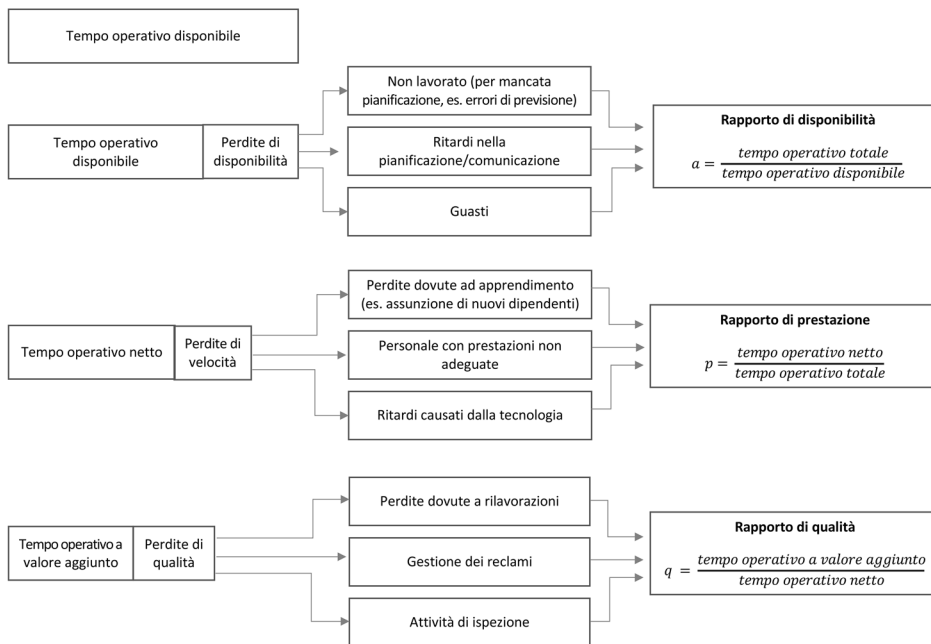 Tempo operativo disponibile
Tempo operativo
disponibile
Perdite di
disponibilità
Non lavorato (per mancata
pianificazione, es. errori di previsione)
Ritardi nella
pianificazione/comunicazione
Guasti
Rapporto di disponibilità
a = tempo operativo totale / tempo operativo disponibile
Tempo operativo netto
Perdite di
velocità
Perdite dovute ad apprendimento
(es. assunzione di nuovi dipendenti)
Personale con prestazioni non
adeguate
Ritardi causati dalla tecnologia
Rapporto di prestazione
p = tempo operativo netto / tempo operativo totale
Tempo operativo a
valore aggiunto
Perdite di
qualità
Perdite dovute a rilavorazioni
Gestione dei reclami
Attività di ispezione
Rapporto di qualità
q = tempo operativo a valore aggiunto / tempo operativo netto